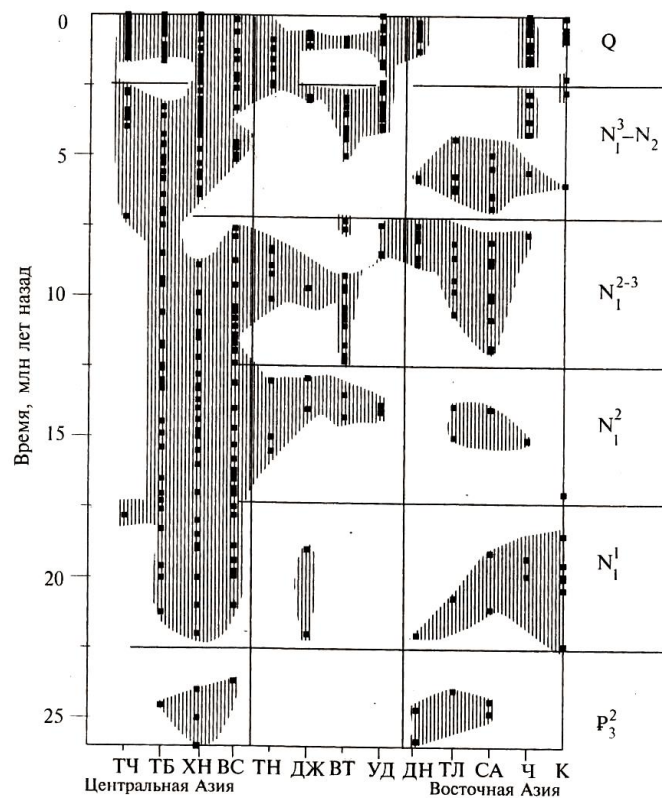 0
5
10
15
20
25
Время, млн лет назад
Q
N₁³–N₂
N₁²⁻³
N₁²
N₁¹
₽₃²
ТЧ ТБ ХН ВС ТН ДЖ ВТ УД ДН ТЛ СА Ч К
Центральная Азия Восточная Азия